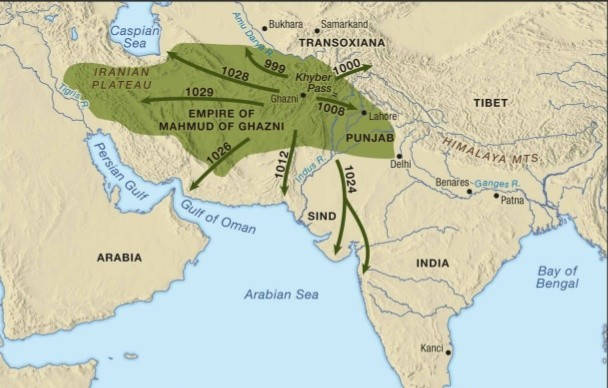 Bukhara
Samarkand
Caspian
Sea
Amu Darya R.
TRANSOXIANA
999
1000
IRANIAN
PLATEAU
1028
Khyber
Pass
Tigris R.
1029
Ghazni
1008
Lahore
TIBET
EMPIRE OF
MAHMUD OF GHAZNI
PUNJAB
HIMALAYA MTS
1026
1012
Indus R.
1024
Delhi
Persian Gulf
Benares
Ganges R.
Patna
Gulf of Oman
SIND
ARABIA
INDIA
Arabian Sea
Bay of
Bengal
Kanci